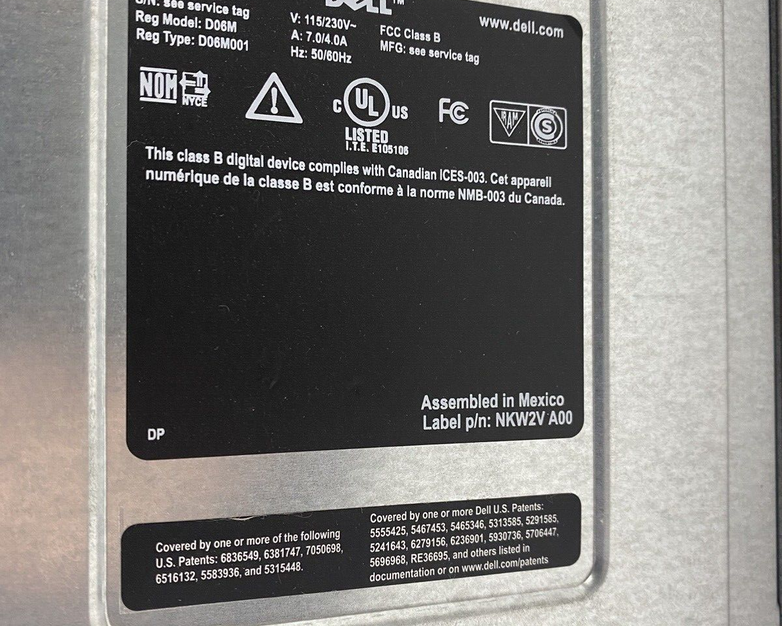 S/N: see service tag
Reg Model: D06M
Reg Type: D06M001
V: 115/230V~
A: 7.0/4.0A
Hz: 50/60Hz
DELL™
FCC Class B
MFG: see service tag
www.dell.com
NOM
NYCE
C UL US
LISTED
I.T.E. E105106
FC
IRAM
S
This class B digital device complies with Canadian ICES-003. Cet appareil
numérique de la classe B est conforme à la norme NMB-003 du Canada.
Assembled in Mexico
Label p/n: NKW2V A00
DP
Covered by one or more of the following
U.S. Patents: 6836549, 6381747, 7050698,
6516132, 5583936, and 5315448.
Covered by one or more Dell U.S. Patents:
5555425, 5467453, 5465346, 5313585, 5291585,
5241643, 6279156, 6236901, 5930736, 5706447,
5696968, RE36695, and others listed in
documentation or on www.dell.com/patents